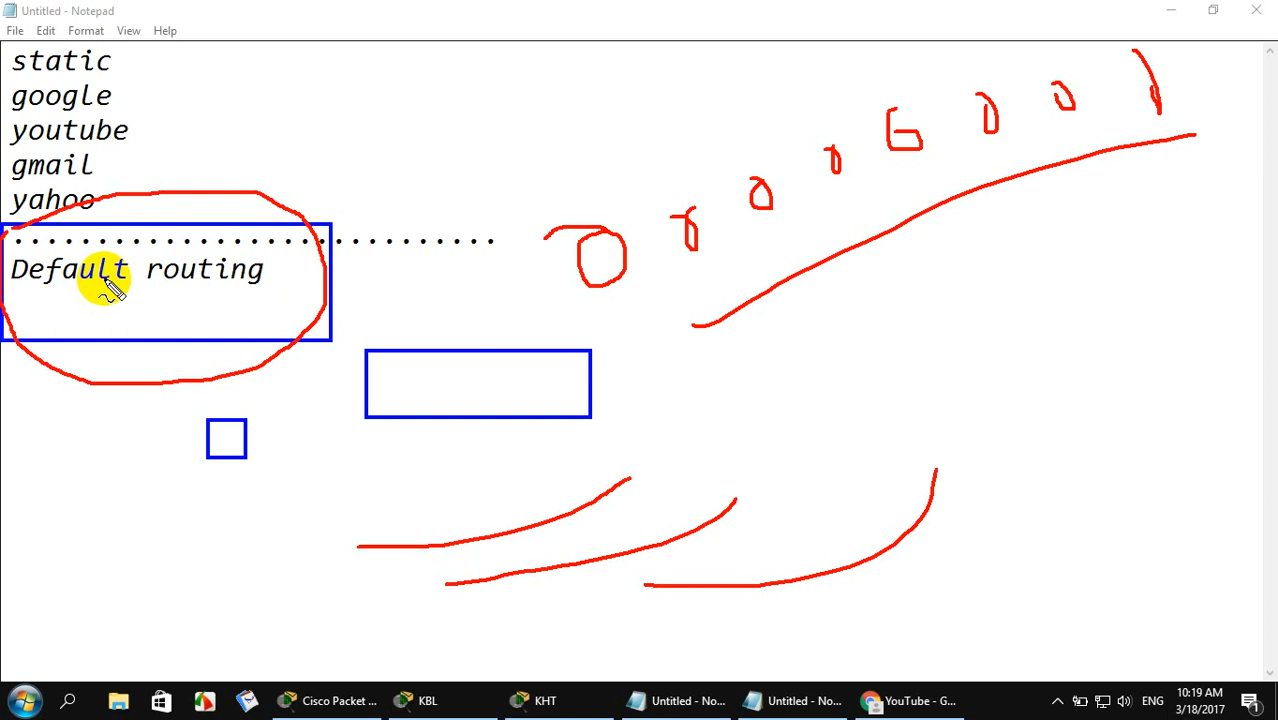 Untitled - Notepad
File Edit Format View Help
static
google
youtube
gmail
yahoo
.............................
Default routing
Cisco Packet ... KBL KHT Untitled - No... Untitled - No... YouTube - G... ENG 10:19 AM
3/18/2017